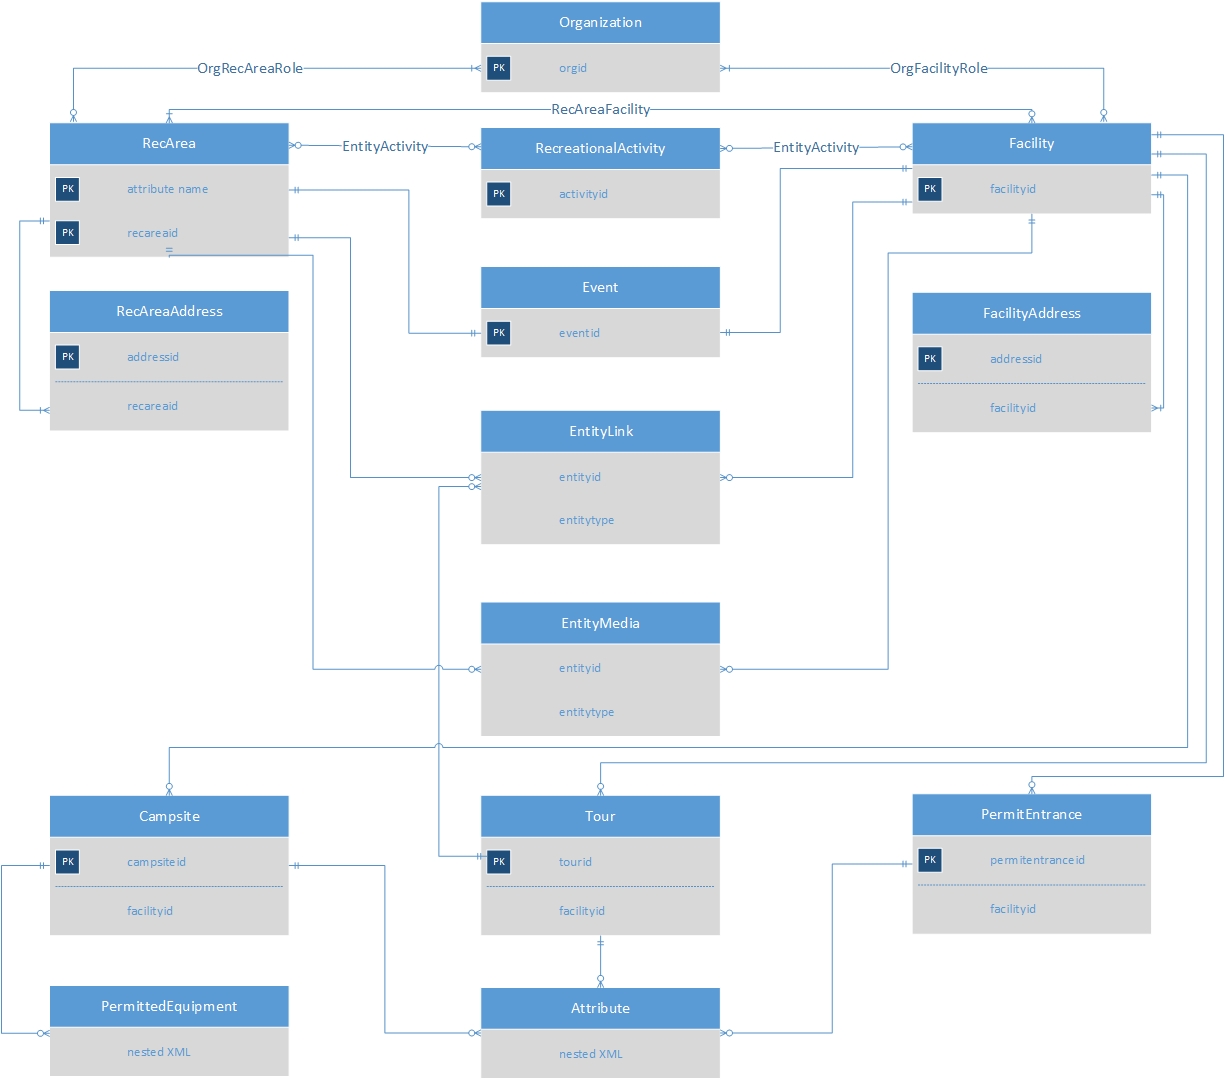 Organization
PK orgid
OrgRecAreaRole
OrgFacilityRole
RecAreaFacility
RecArea
PK attribute name
PK recareaid
EntityActivity
RecreationalActivity
PK activityid
EntityActivity
Facility
PK facilityid
Event
PK eventid
RecAreaAddress
PK addressid
recareaid
FacilityAddress
PK addressid
facilityid
EntityLink
entityid
entitytype
EntityMedia
entityid
entitytype
Campsite
PK campsiteid
facilityid
Tour
PK tourid
facilityid
PermitEntrance
PK permitentranceid
facilityid
PermittedEquipment
nested XML
Attribute
nested XML